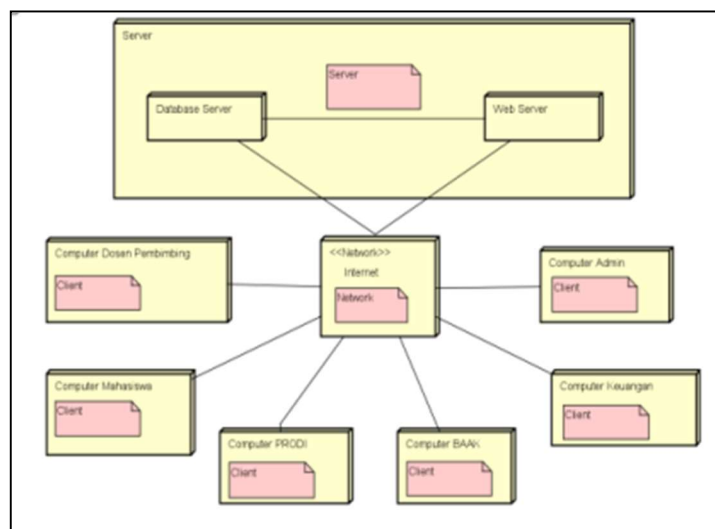 Server
Server
Database Server
Web Server
Computer Dosen Pembimbing
Client
<<Network>>
Internet
Network
Computer Admin
Client
Computer Mahasiswa
Client
Computer PRODI
Client
Computer BAAK
Client
Computer Keuangan
Client